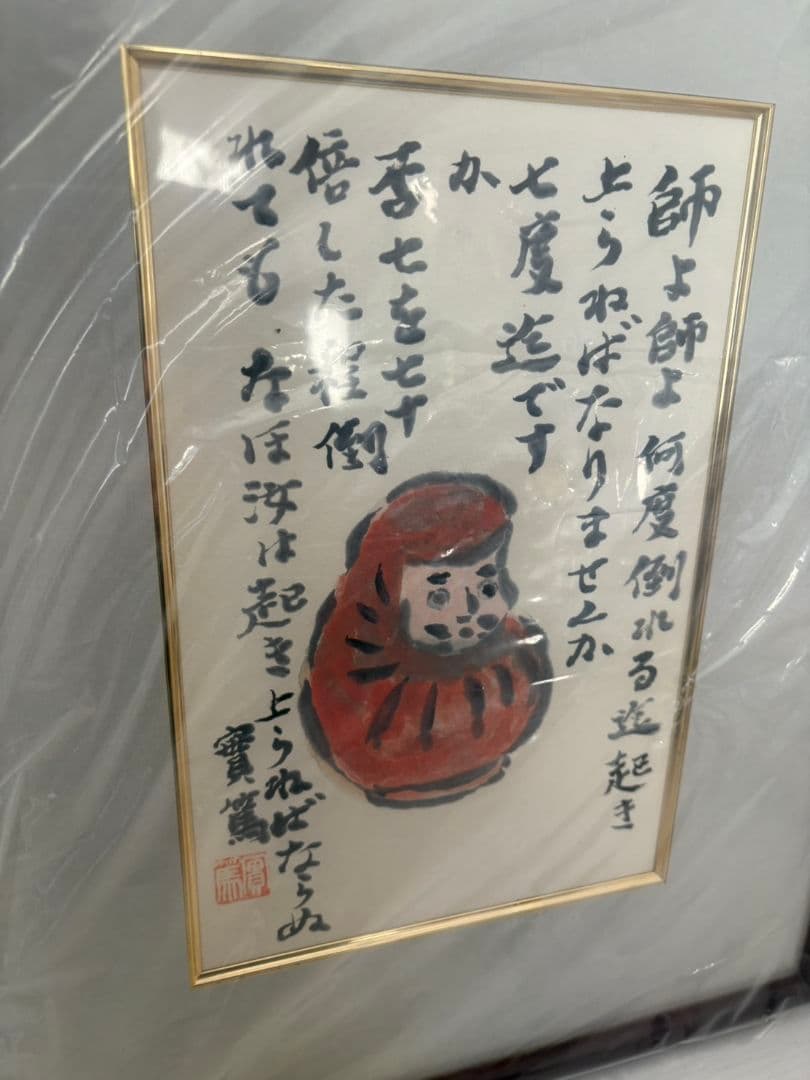 師よ師よ何度倒れる迄起き
上らねばなりませんか
七度迄です
か
否七を七十
倍した程倒
れても なほ汝は起き上らねばならぬ
實篤
實篤